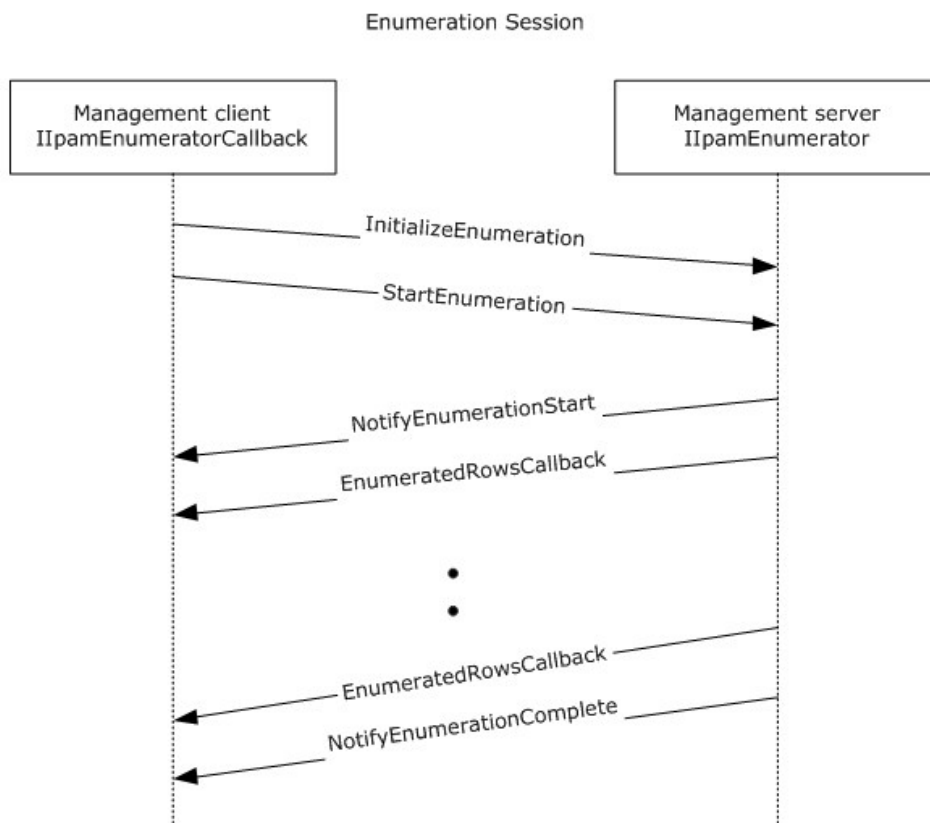 Enumeration Session
Management client
IIpamEnumeratorCallback
Management server
IIpamEnumerator
InitializeEnumeration
StartEnumeration
NotifyEnumerationStart
EnumeratedRowsCallback
EnumeratedRowsCallback
NotifyEnumerationComplete